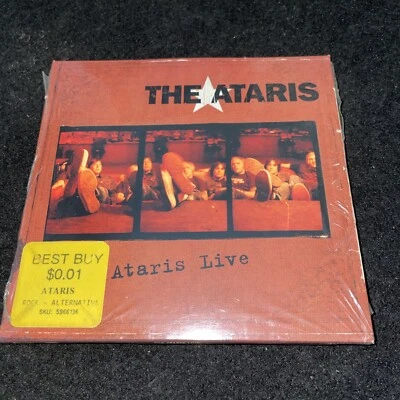 THE ATARIS
Ataris Live
BEST BUY
$0.01
ATARIS
ROCK - ALTERNATIVE